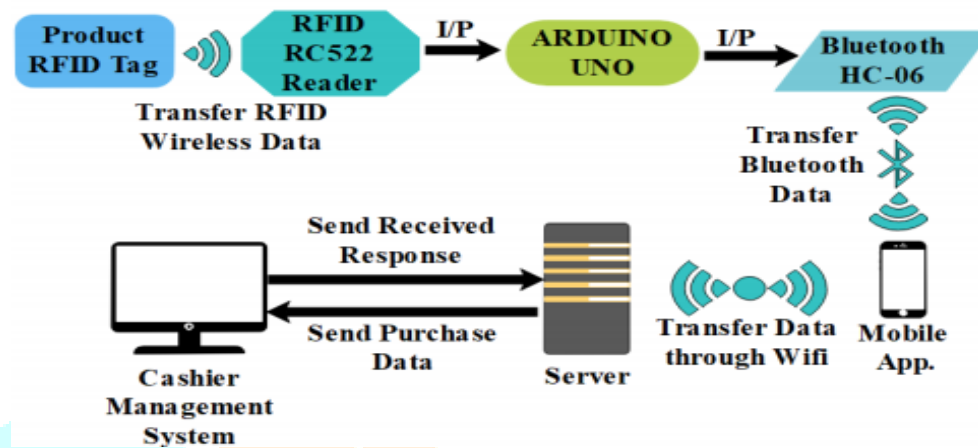 Product
RFID Tag
RFID
RC522
Reader
I/P
ARDUINO
UNO
I/P
Bluetooth
HC-06
Transfer RFID
Wireless Data
Transfer
Bluetooth
Data
Send Received
Response
Send Purchase
Data
Cashier
Management
System
Server
Transfer Data
through Wifi
Mobile
App.